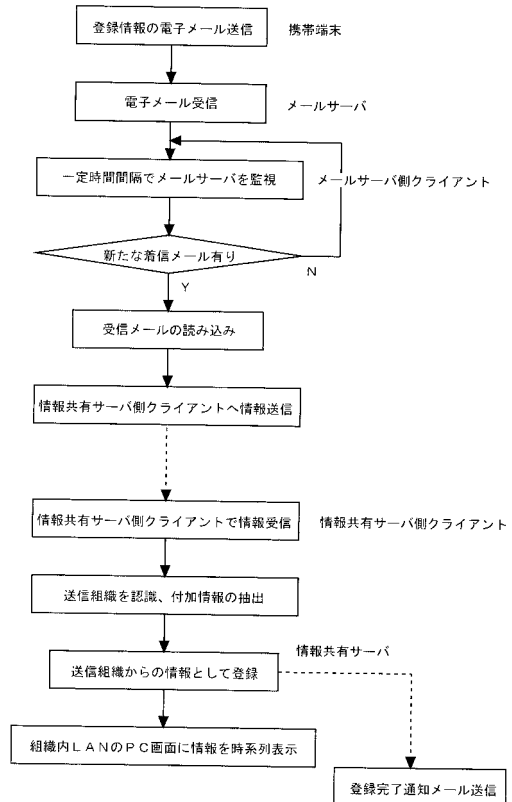 登録情報の電子メール送信
携帯端末
電子メール受信
メールサーバ
一定時間間隔でメールサーバを監視
メールサーバ側クライアント
新たな着信メール有り
N
Y
受信メールの読み込み
情報共有サーバ側クライアントへ情報送信
情報共有サーバ側クライアントで情報受信
情報共有サーバ側クライアント
送信組織を認識、付加情報の抽出
情報共有サーバ
送信組織からの情報として登録
組織内LANのPC画面に情報を時系列表示
登録完了通知メール送信